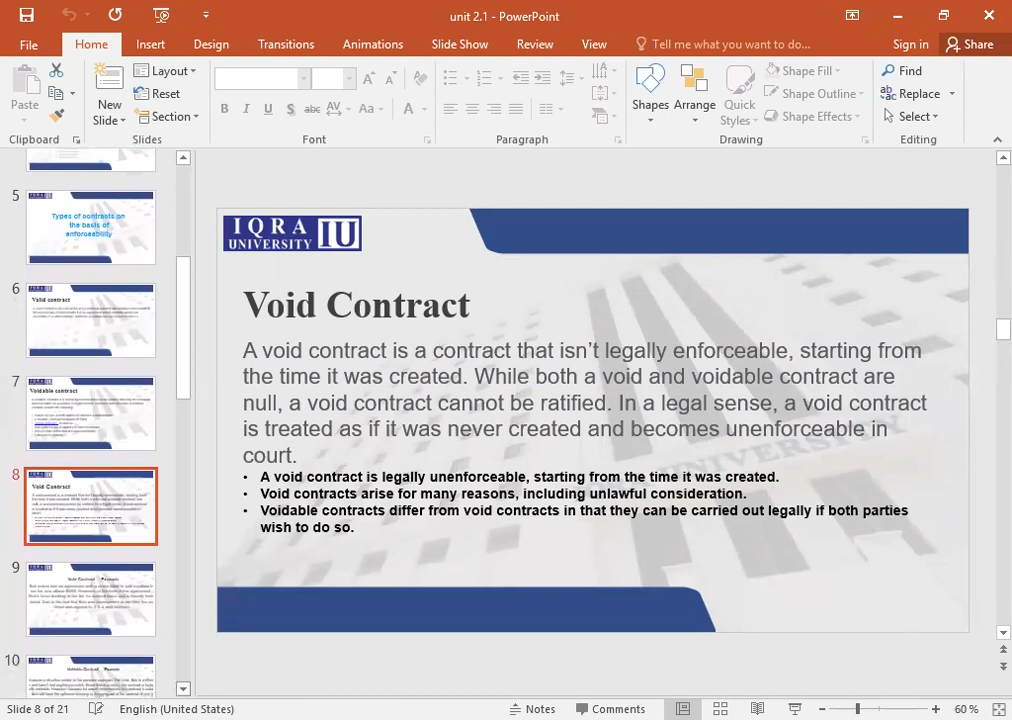 unit 2.1 - PowerPoint
File Home Insert Design Transitions Animations Slide Show Review View Tell me what you want to do... Sign in Share
Paste
New Slide
Layout
Reset
Section
Shapes Arrange Quick Styles
Shape Fill
Shape Outline
Shape Effects
Find
Replace
Select
Clipboard Slides Font Paragraph Drawing Editing
5
Types of contracts on
the basis of
enforceability
6
Valid contract
7
Voidable contract
8
Void Contract
9
10
IQRA
UNIVERSITY IU
Void Contract
A void contract is a contract that isn’t legally enforceable, starting from
the time it was created. While both a void and voidable contract are
null, a void contract cannot be ratified. In a legal sense, a void contract
is treated as if it was never created and becomes unenforceable in
court.
• A void contract is legally unenforceable, starting from the time it was created.
• Void contracts arise for many reasons, including unlawful consideration.
• Voidable contracts differ from void contracts in that they can be carried out legally if both parties
wish to do so.
Slide 8 of 21 English (United States) Notes Comments 60 %